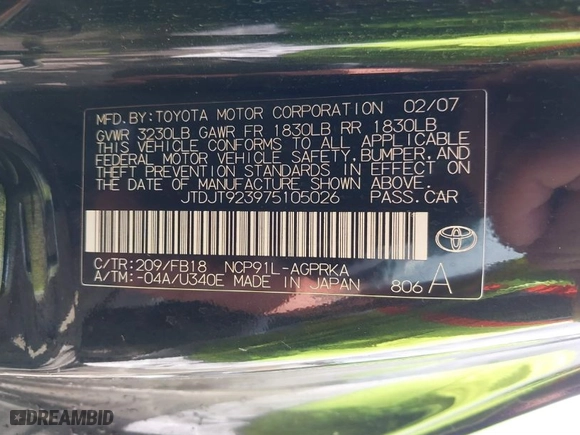 MFD. BY: TOYOTA MOTOR CORPORATION 02/07
GVWR 3230LB GAWR FR 1830LB RR 1830LB
THIS VEHICLE CONFORMS TO ALL APPLICABLE
FEDERAL MOTOR VEHICLE SAFETY, BUMPER, AND
THEFT PREVENTION STANDARDS IN EFFECT ON
THE DATE OF MANUFACTURE SHOWN ABOVE.
JTDJT923975105026 PASS. CAR
C/TR: 209/FB18 NCP91L-AGPRKA
A/TM: -04A/U340E MADE IN JAPAN 806 A
DREAMBID